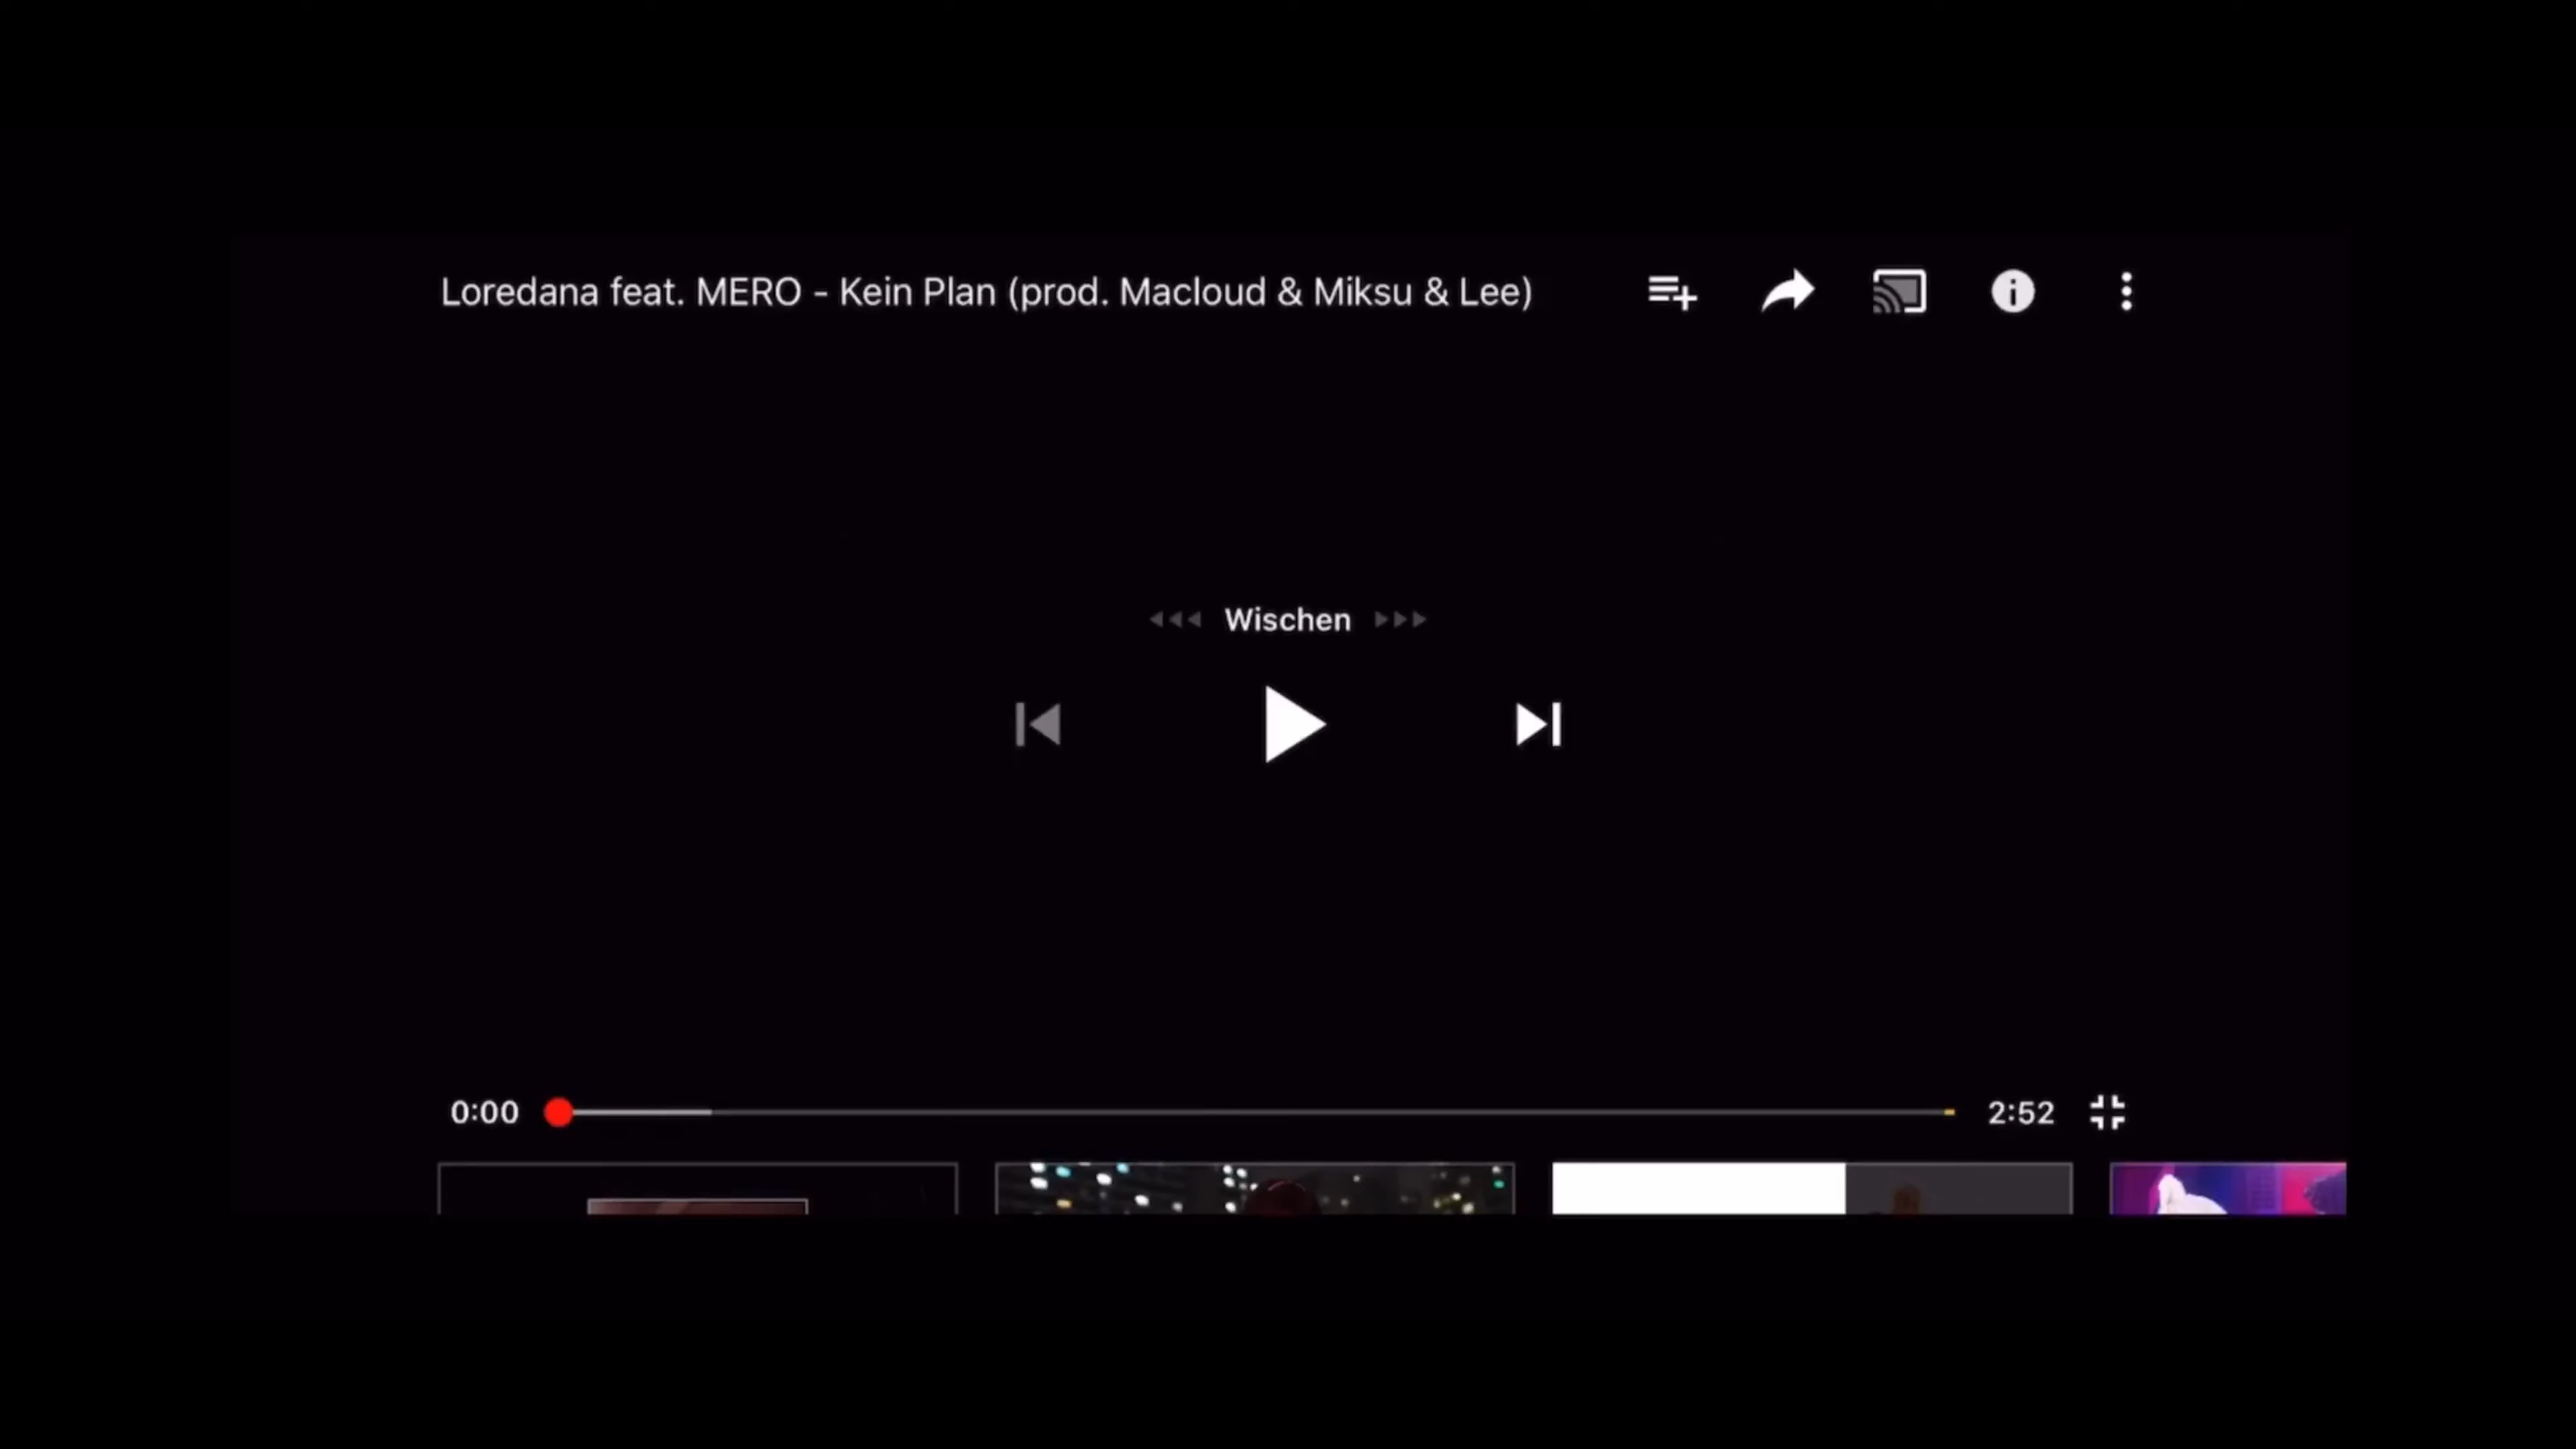 Loredana feat. MERO - Kein Plan (prod. Macloud & Miksu & Lee)
Wischen
0:00
2:52